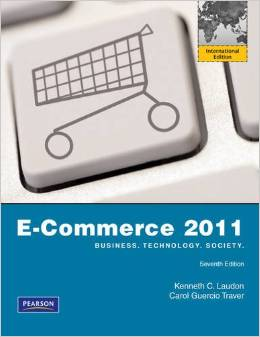 International
Edition
E-Commerce 2011
BUSINESS. TECHNOLOGY. SOCIETY.
Seventh Edition
Kenneth C. Laudon
Carol Guercio Traver
PEARSON